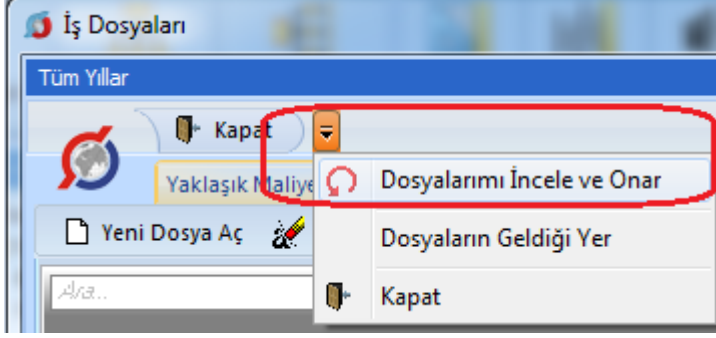 İş Dosyaları
Tüm Yıllar
Kapat
Dosyalarımı İncele ve Onar
Yaklaşık Maliye
Yeni Dosya Aç
Dosyaların Geldiği Yer
Ara..
Kapat